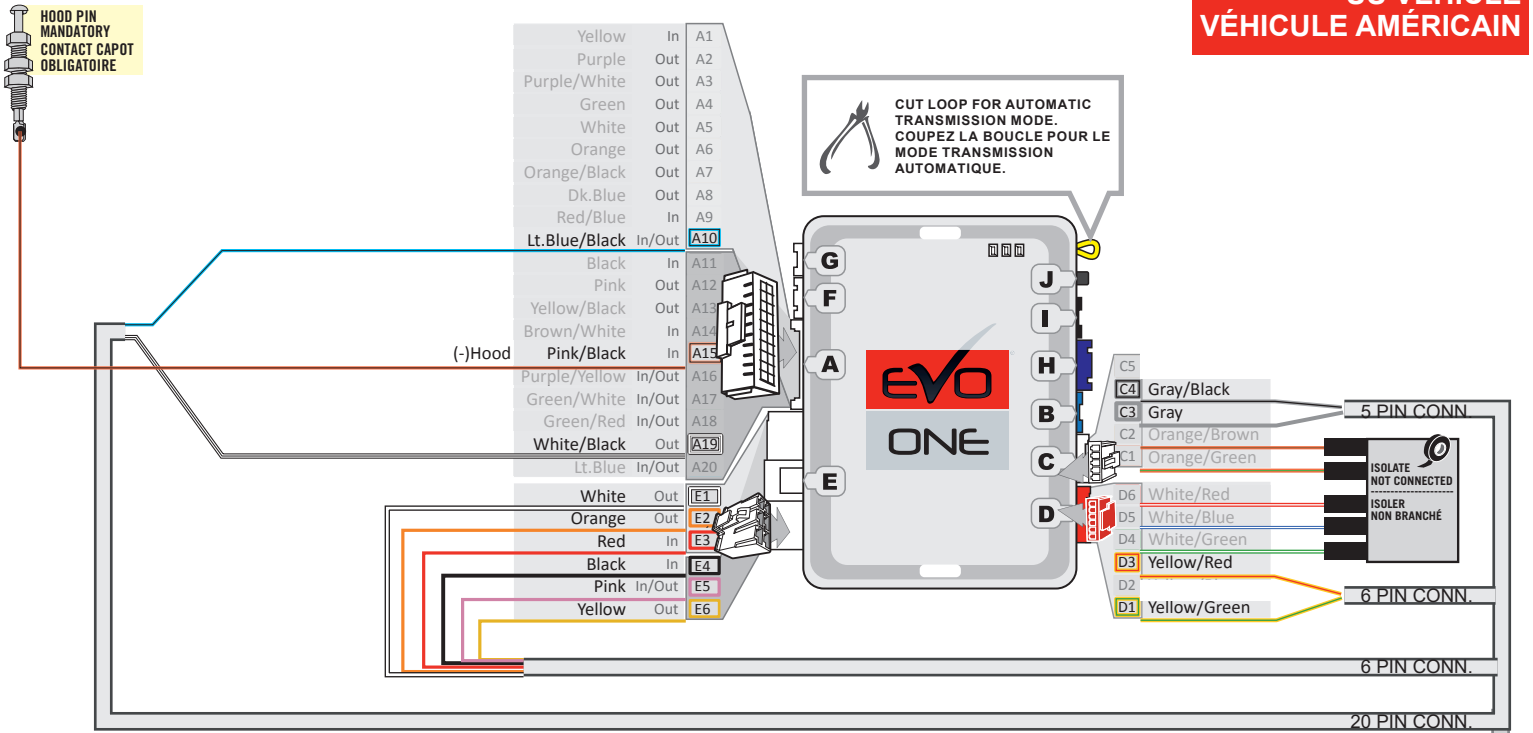 HOOD PIN
MANDATORY
CONTACT CAPOT
OBLIGATOIRE
VÉHICULE AMÉRICAIN
CUT LOOP FOR AUTOMATIC
TRANSMISSION MODE.
COUPEZ LA BOUCLE POUR LE
MODE TRANSMISSION
AUTOMATIQUE.
Yellow In A1
Purple Out A2
Purple/White Out A3
Green Out A4
White Out A5
Orange Out A6
Orange/Black Out A7
Dk.Blue Out A8
Red/Blue In A9
Lt.Blue/Black In/Out A10
Black In A11
Pink Out A12
Yellow/Black Out A13
Brown/White In A14
(-)Hood Pink/Black In A15
Purple/Yellow In/Out A16
Green/White In/Out A17
Green/Red In/Out A18
White/Black Out A19
Lt.Blue In/Out A20
White Out E1
Orange Out E2
Red In E3
Black In E4
Pink In/Out E5
Yellow Out E6
G
F
A
E
J
I
H
B
C
D
EVO
ONE
C5
C4 Gray/Black
C3 Gray
C2 Orange/Brown
C1 Orange/Green
D6 White/Red
D5 White/Blue
D4 White/Green
D3 Yellow/Red
D2
D1 Yellow/Green
5 PIN CONN.
ISOLATE
NOT CONNECTED
ISOLER
NON BRANCHÉ
6 PIN CONN.
6 PIN CONN.
20 PIN CONN.